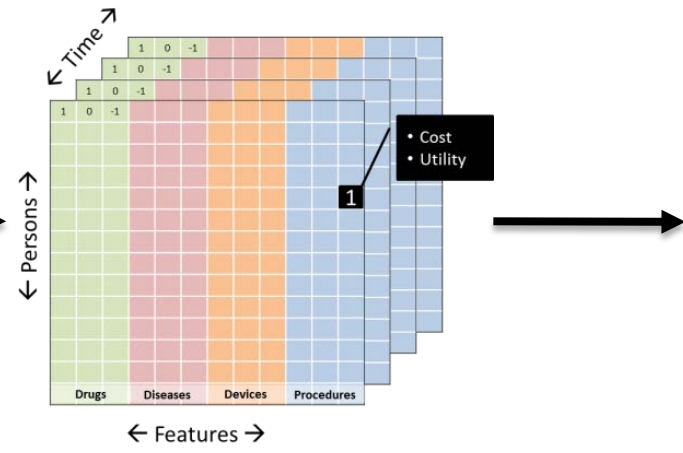 ← Time →
1 0 -1
1 0 -1
1 0 -1
1 0 -1
• Cost
• Utility
1
← Persons →
Drugs Diseases Devices Procedures
← Features →